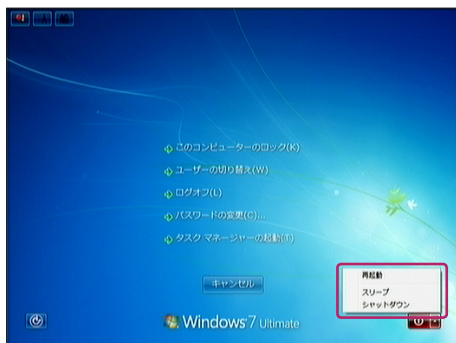 このコンピューターのロック(K)
ユーザーの切り替え(W)
ログオフ(L)
パスワードの変更(C)...
タスク マネージャーの起動(T)
キャンセル
再起動
スリープ
シャットダウン
Windows 7 Ultimate